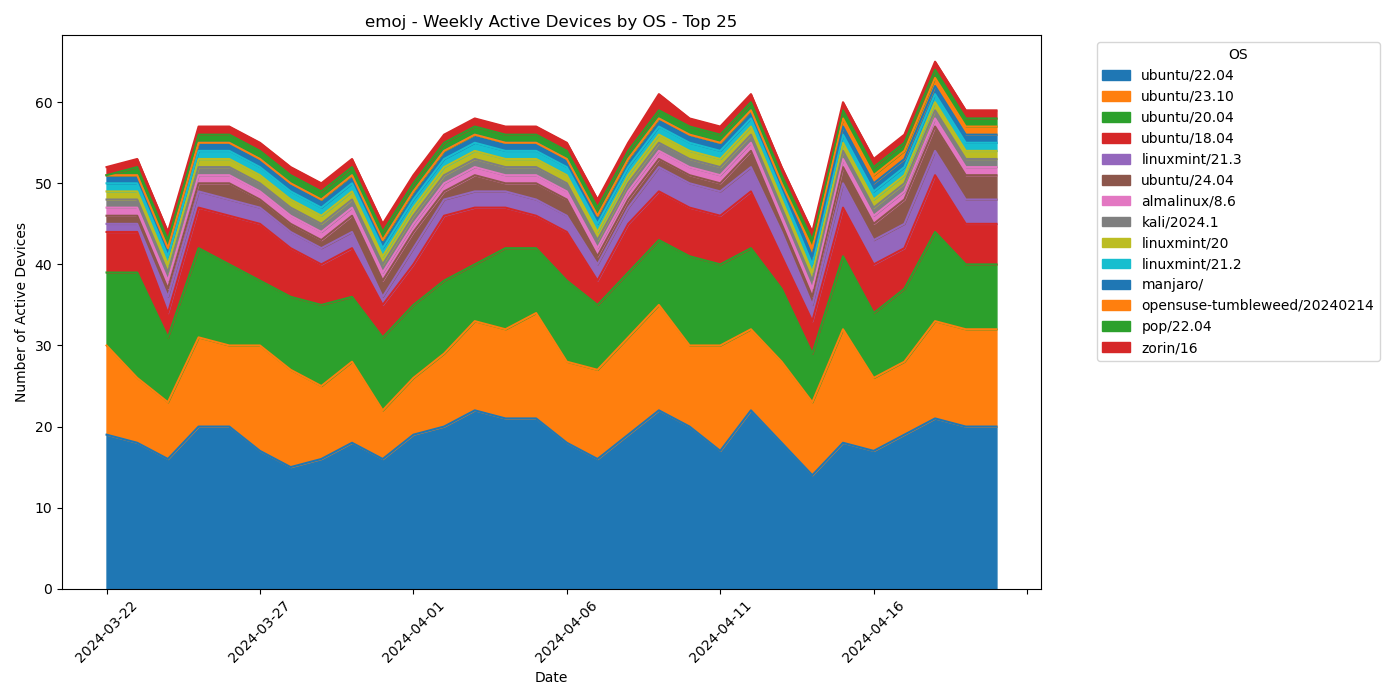 emoj - Weekly Active Devices by OS - Top 25
Number of Active Devices
60
50
40
30
20
10
0
2024-03-22
2024-03-27
2024-04-01
2024-04-06
2024-04-11
2024-04-16
Date
OS
ubuntu/22.04
ubuntu/23.10
ubuntu/20.04
ubuntu/18.04
linuxmint/21.3
ubuntu/24.04
almalinux/8.6
kali/2024.1
linuxmint/20
linuxmint/21.2
manjaro/
opensuse-tumbleweed/20240214
pop/22.04
zorin/16